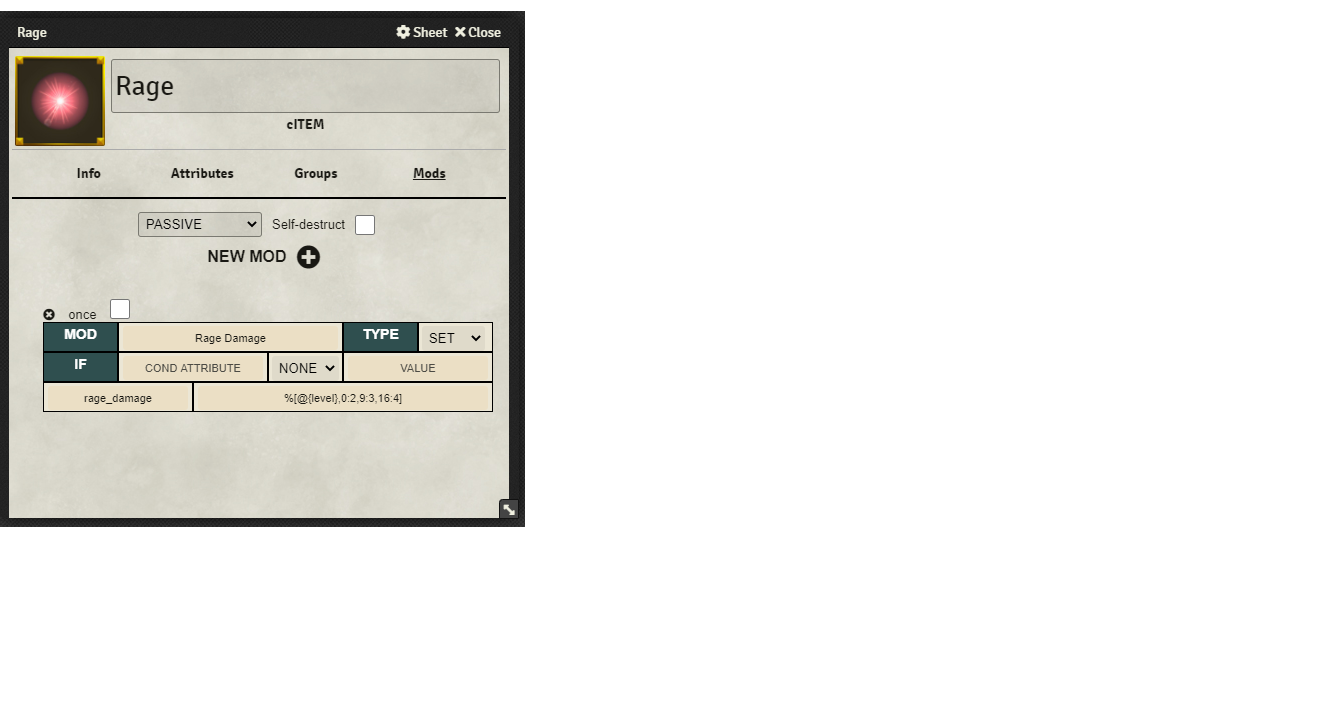 Rage Sheet Close
Rage
cITEM
Info Attributes Groups Mods
PASSIVE Self-destruct
NEW MOD
once
MOD Rage Damage TYPE SET
IF COND ATTRIBUTE NONE VALUE
rage_damage %[@{level},0:2,9:3,16:4]